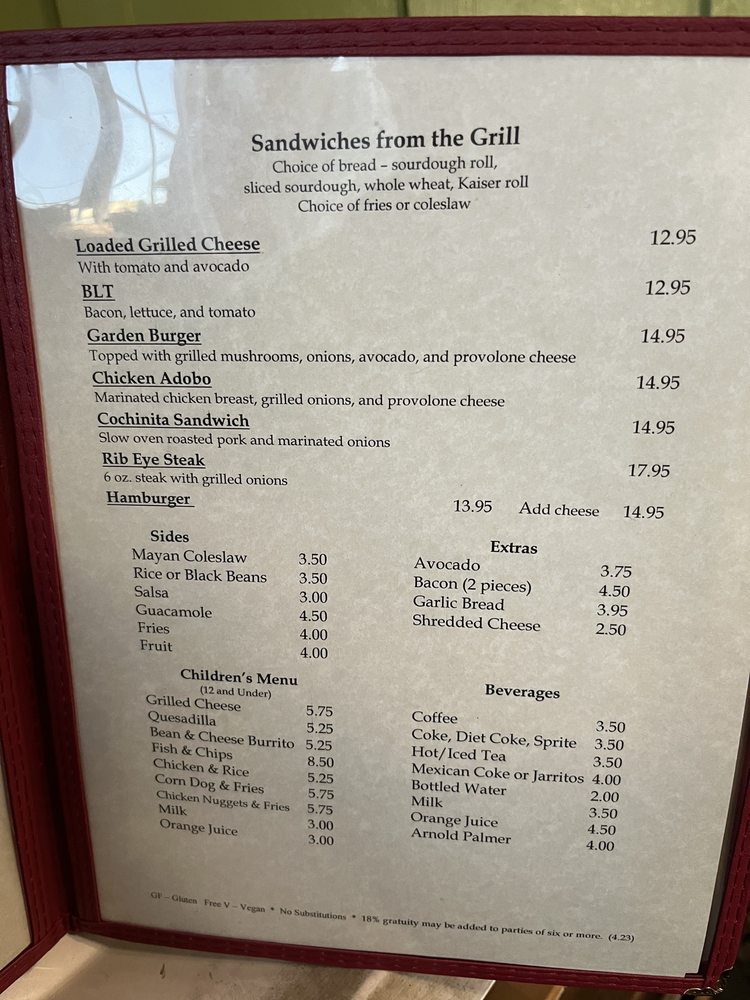 Sandwiches from the Grill
Choice of bread – sourdough roll,
sliced sourdough, whole wheat, Kaiser roll
Choice of fries or coleslaw
Loaded Grilled Cheese 12.95
With tomato and avocado
BLT 12.95
Bacon, lettuce, and tomato
Garden Burger 14.95
Topped with grilled mushrooms, onions, avocado, and provolone cheese
Chicken Adobo 14.95
Marinated chicken breast, grilled onions, and provolone cheese
Cochinita Sandwich 14.95
Slow oven roasted pork and marinated onions
Rib Eye Steak 17.95
6 oz. steak with grilled onions
Hamburger 13.95 Add cheese 14.95
Sides
Mayan Coleslaw 3.50
Rice or Black Beans 3.50
Salsa 3.00
Guacamole 4.50
Fries 4.00
Fruit 4.00
Extras
Avocado 3.75
Bacon (2 pieces) 4.50
Garlic Bread 3.95
Shredded Cheese 2.50
Children's Menu
(12 and Under)
Grilled Cheese 5.75
Quesadilla 5.25
Bean & Cheese Burrito 5.25
Fish & Chips 8.50
Chicken & Rice 5.25
Corn Dog & Fries 5.75
Chicken Nuggets & Fries 5.75
Milk 3.00
Orange Juice 3.00
Beverages
Coffee 3.50
Coke, Diet Coke, Sprite 3.50
Hot/Iced Tea 3.50
Mexican Coke or Jarritos 4.00
Bottled Water 2.00
Milk 3.50
Orange Juice 4.50
Arnold Palmer 4.00
GF – Gluten Free V – Vegan * No Substitutions * 18% gratuity may be added to parties of six or more. (4.23)